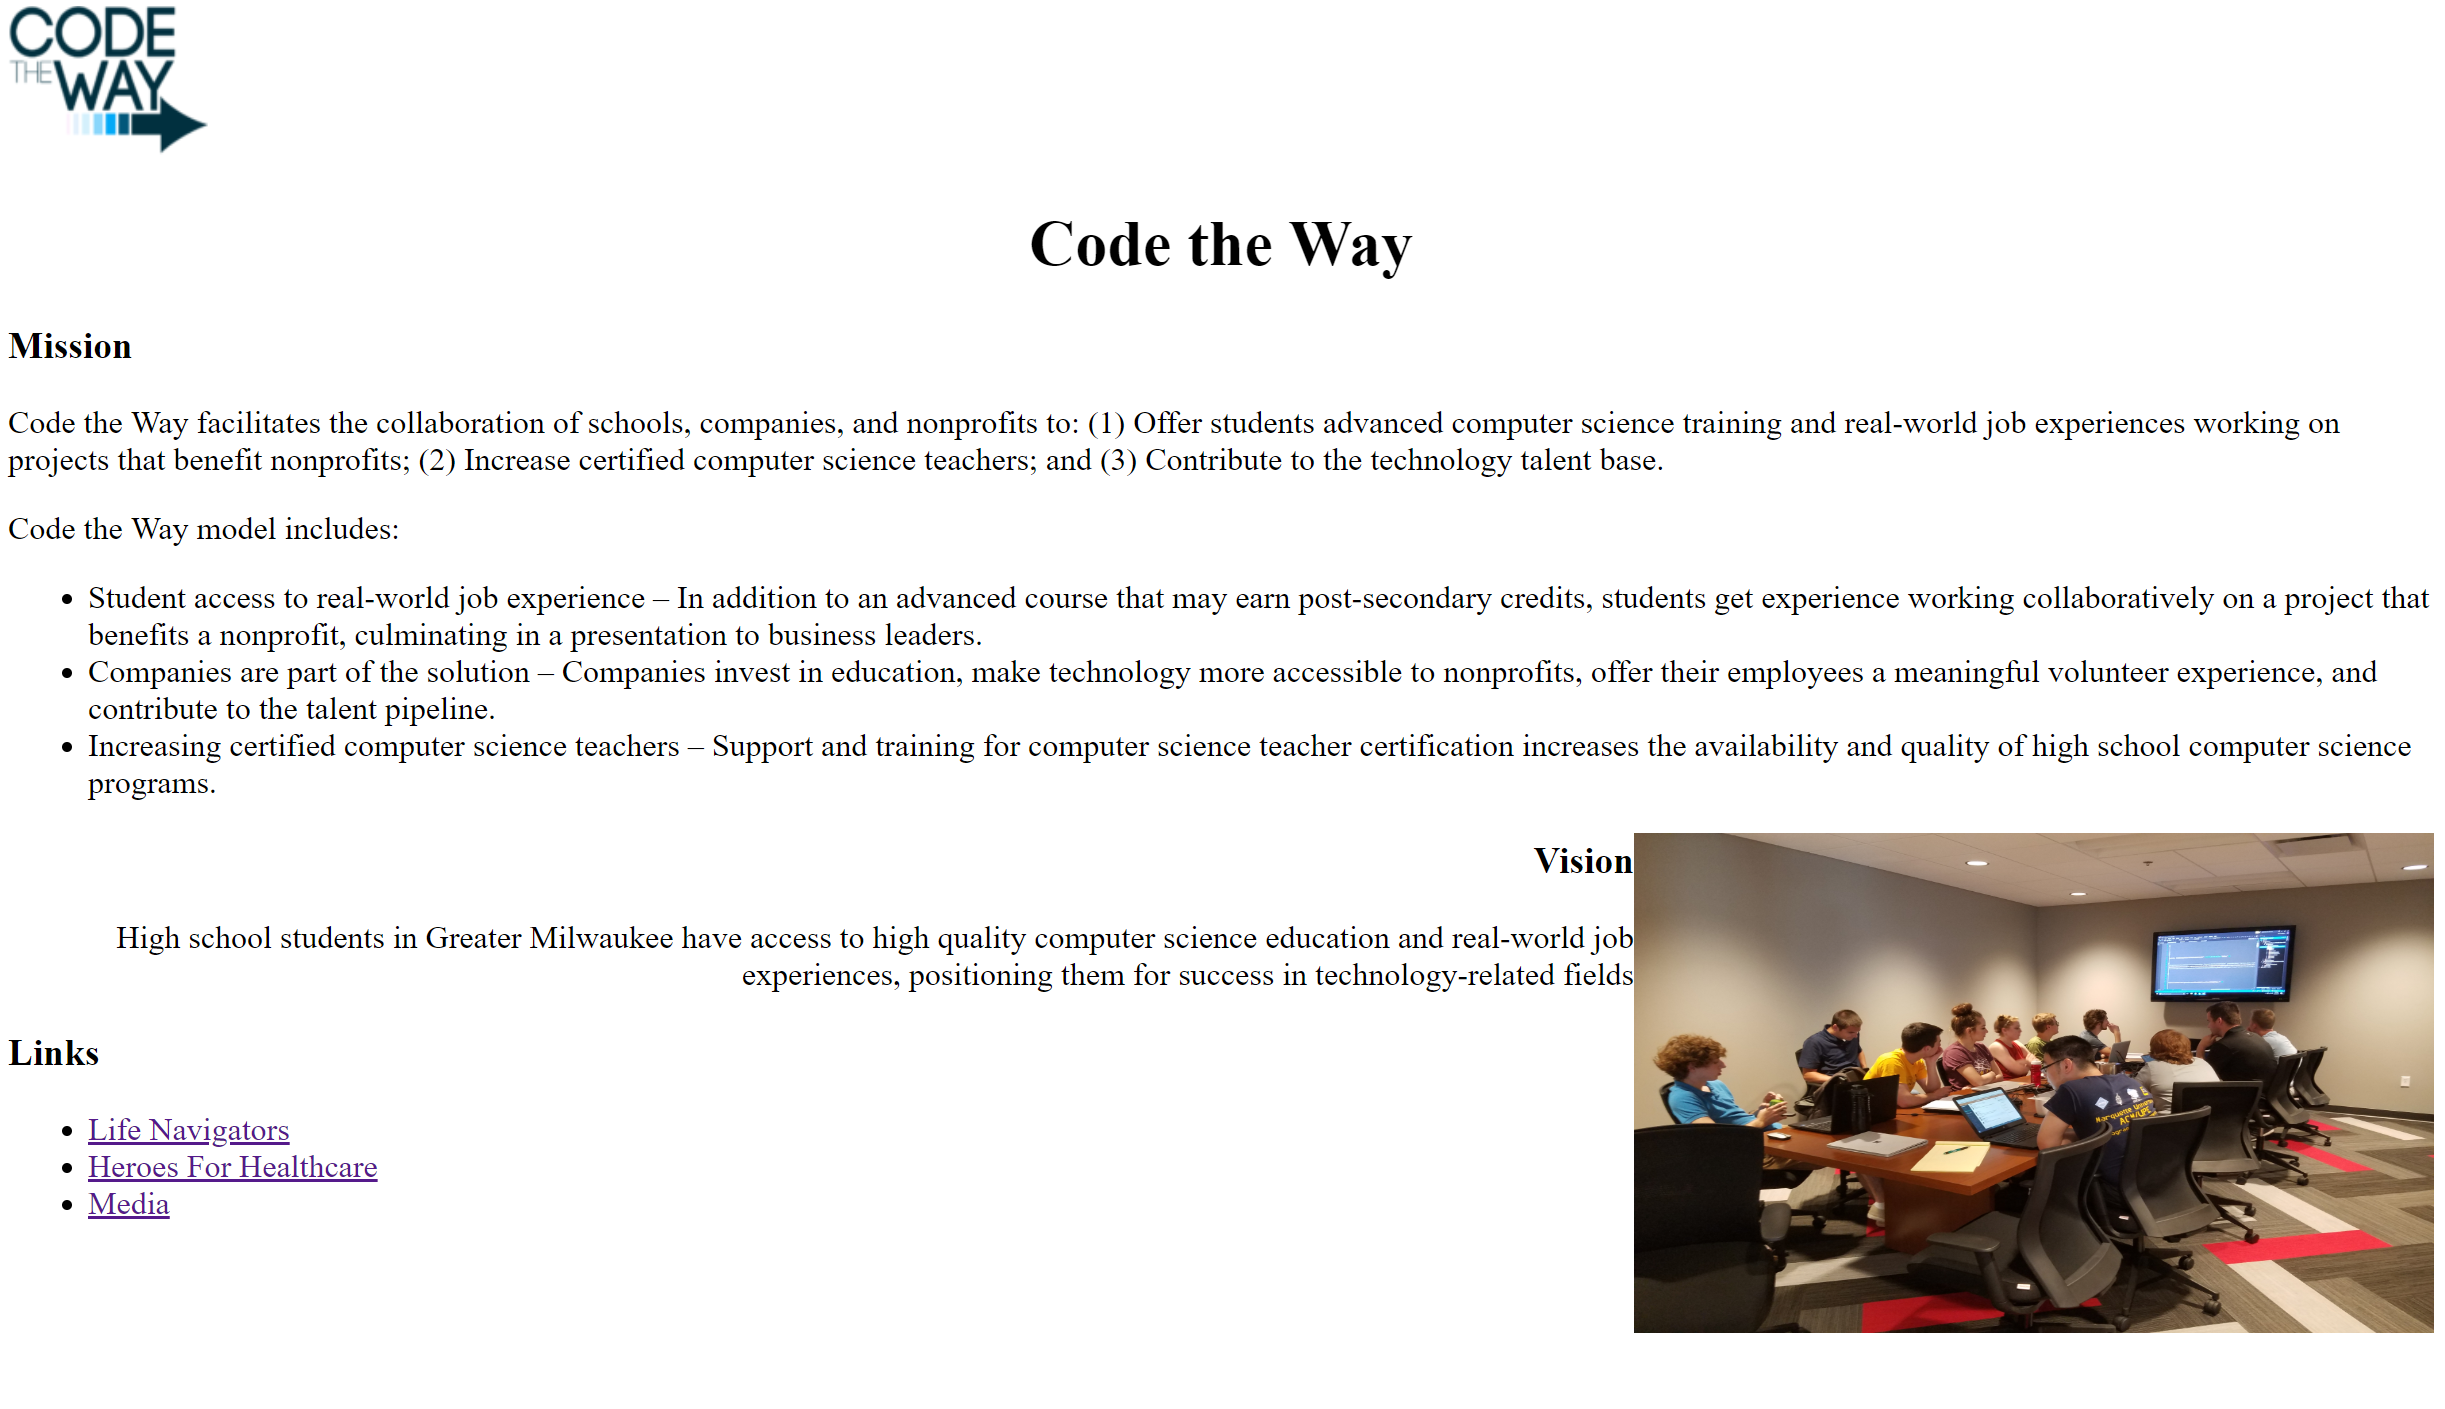 CODE
THE WAY
Code the Way
Mission
Code the Way facilitates the collaboration of schools, companies, and nonprofits to: (1) Offer students advanced computer science training and real-world job experiences working on
projects that benefit nonprofits; (2) Increase certified computer science teachers; and (3) Contribute to the technology talent base.
Code the Way model includes:
• Student access to real-world job experience – In addition to an advanced course that may earn post-secondary credits, students get experience working collaboratively on a project that
benefits a nonprofit, culminating in a presentation to business leaders.
• Companies are part of the solution – Companies invest in education, make technology more accessible to nonprofits, offer their employees a meaningful volunteer experience, and
contribute to the talent pipeline.
• Increasing certified computer science teachers – Support and training for computer science teacher certification increases the availability and quality of high school computer science
programs.
Vision
High school students in Greater Milwaukee have access to high quality computer science education and real-world job
experiences, positioning them for success in technology-related fields
Links
• Life Navigators
• Heroes For Healthcare
• Media
Marquette